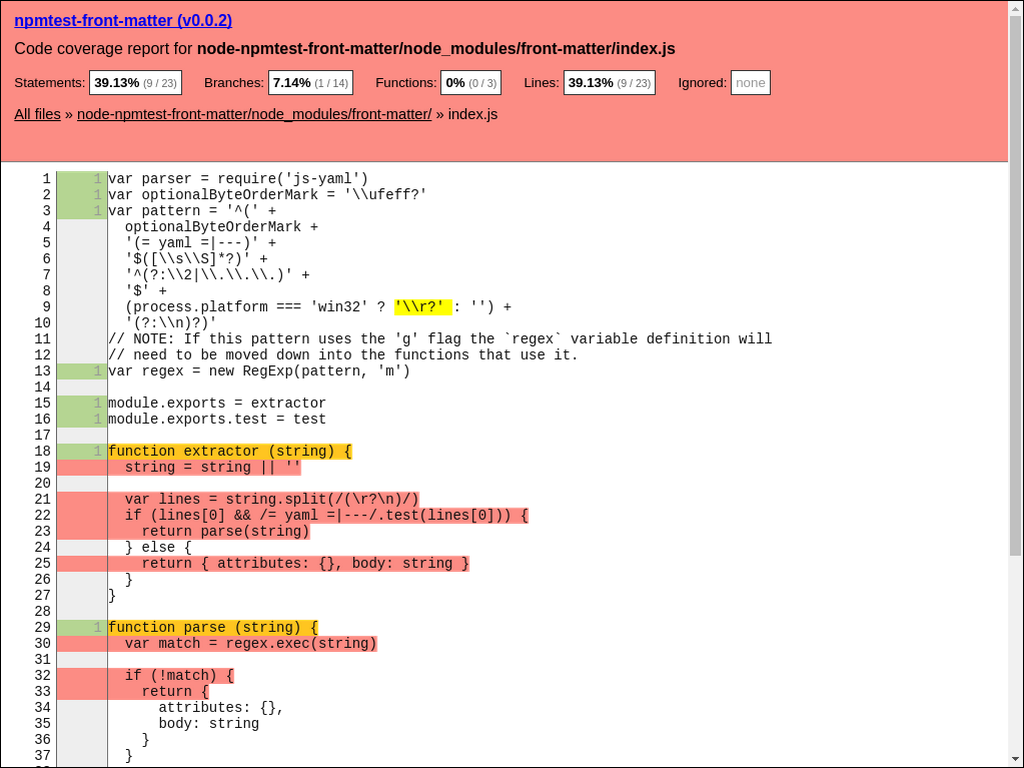 npmtest-front-matter (v0.0.2)
Code coverage report for node-npmtest-front-matter/node_modules/front-matter/index.js
Statements: 39.13% (9 / 23) Branches: 7.14% (1 / 14) Functions: 0% (0 / 3) Lines: 39.13% (9 / 23) Ignored: none
All files » node-npmtest-front-matter/node_modules/front-matter/ » index.js
1 1 var parser = require('js-yaml')
2 1 var optionalByteOrderMark = '\\ufeff?'
3 1 var pattern = '^(' +
4   optionalByteOrderMark +
5   '(= yaml =|---)' +
6   '$([\\s\\S]*?)' +
7   '^(?:\\2|\\.\\.\\.)' +
8   '$' +
9   (process.platform === 'win32' ? '\\r?' : '') +
10   '(?:\\n)?)'
11 // NOTE: If this pattern uses the 'g' flag the `regex` variable definition will
12 // need to be moved down into the functions that use it.
13 1 var regex = new RegExp(pattern, 'm')
14
15 1 module.exports = extractor
16 1 module.exports.test = test
17
18 1 function extractor (string) {
19   string = string || ''
20
21   var lines = string.split(/(\r?\n)/)
22   if (lines[0] && /= yaml =|---/.test(lines[0])) {
23     return parse(string)
24   } else {
25     return { attributes: {}, body: string }
26   }
27 }
28
29 1 function parse (string) {
30   var match = regex.exec(string)
31
32   if (!match) {
33     return {
34       attributes: {},
35       body: string
36     }
37   }